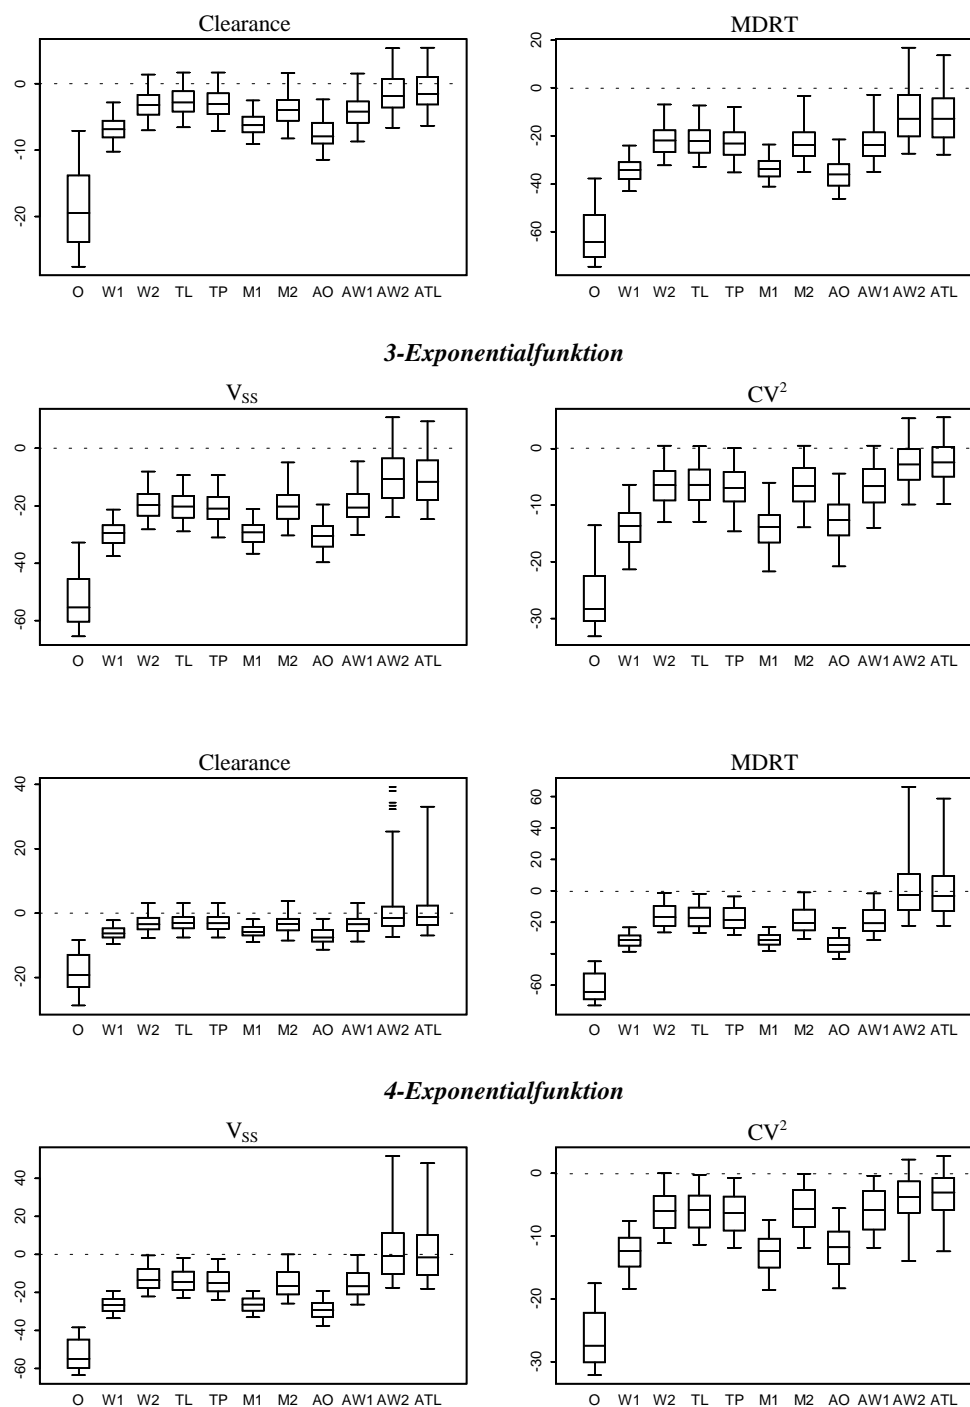 Clearance
MDRT
0
-10
-20
20
0
-20
-40
-60
O W1 W2 TL TP M1 M2 AO AW1 AW2 ATL
O W1 W2 TL TP M1 M2 AO AW1 AW2 ATL
3-Exponentialfunktion
VSS
CV²
0
-20
-40
-60
0
-10
-20
-30
O W1 W2 TL TP M1 M2 AO AW1 AW2 ATL
O W1 W2 TL TP M1 M2 AO AW1 AW2 ATL
Clearance
MDRT
40
20
0
-20
60
40
20
0
-20
-60
O W1 W2 TL TP M1 M2 AO AW1 AW2 ATL
O W1 W2 TL TP M1 M2 AO AW1 AW2 ATL
4-Exponentialfunktion
VSS
CV²
40
20
0
-20
-40
-60
0
-10
-20
-30
O W1 W2 TL TP M1 M2 AO AW1 AW2 ATL
O W1 W2 TL TP M1 M2 AO AW1 AW2 ATL